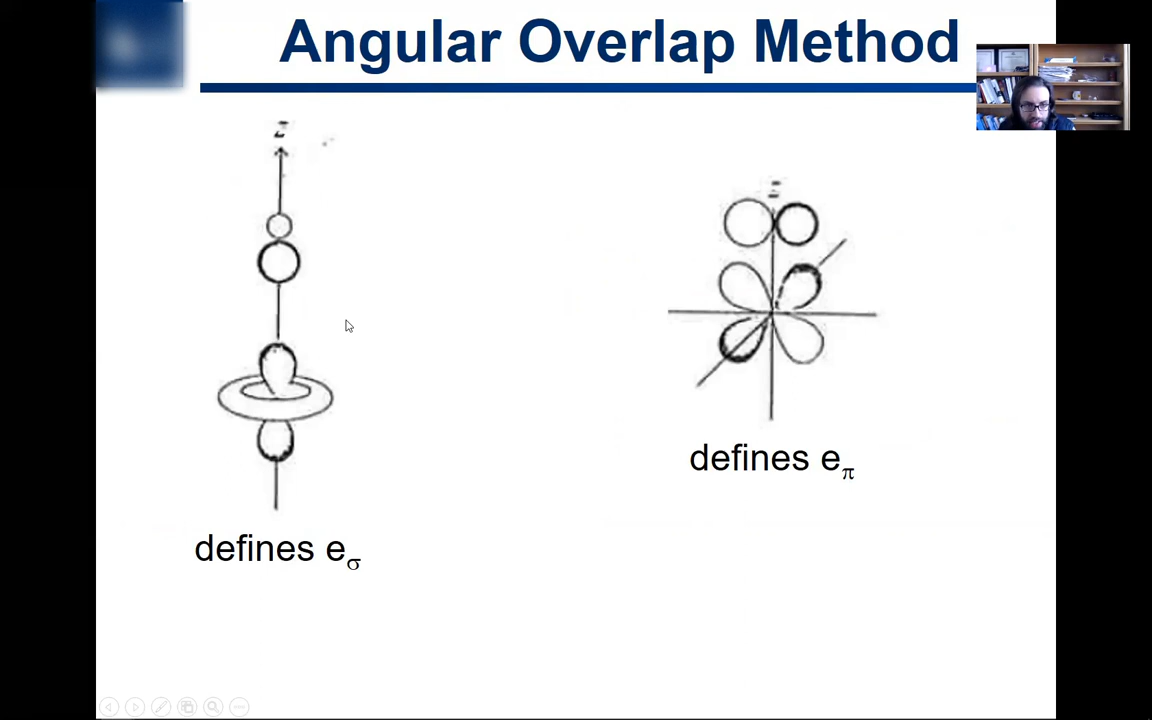 Angular Overlap Method
z
z
defines eπ
defines eσ